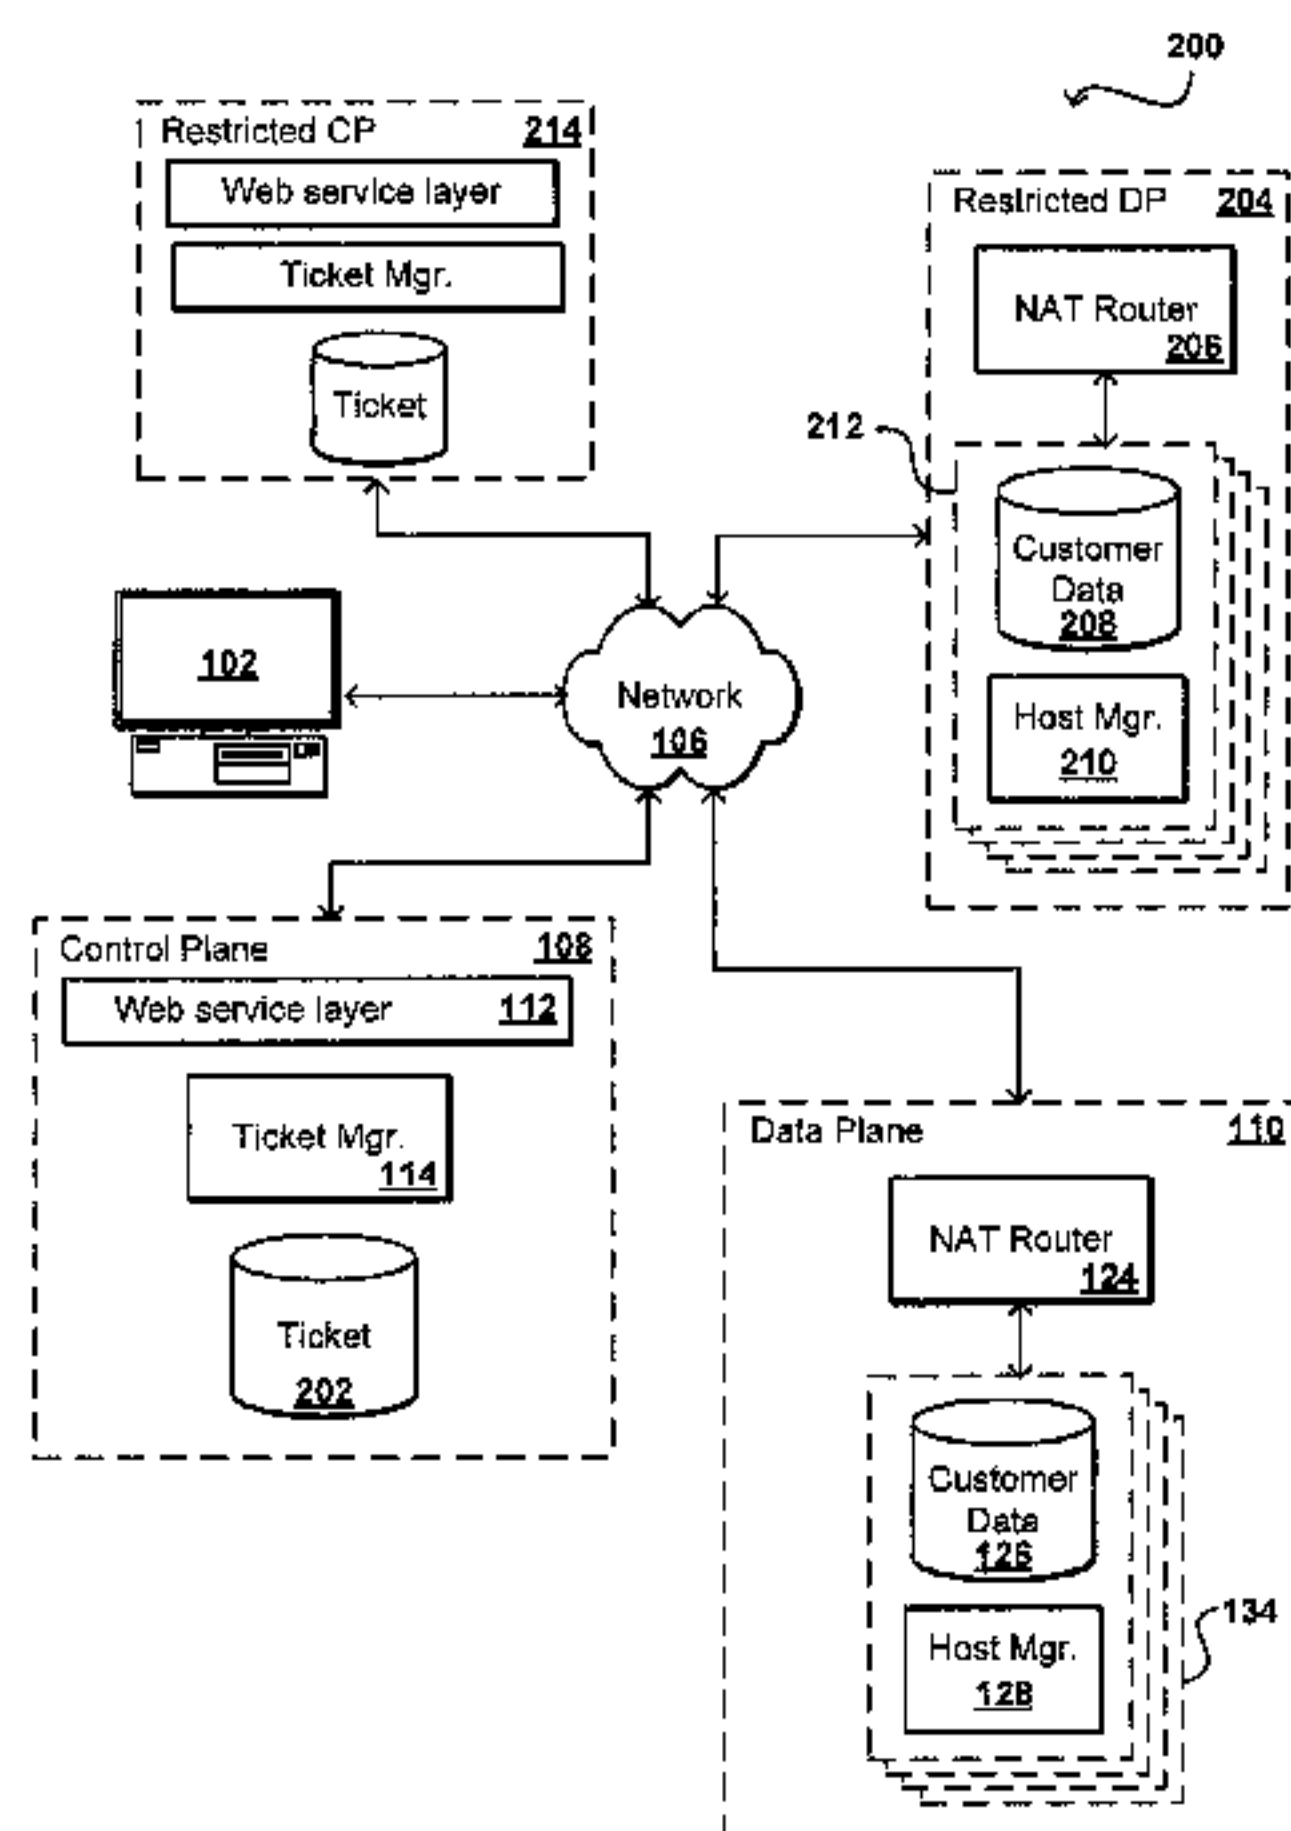 200
Restricted CP 214
Web service layer
Ticket Mgr.
Ticket
Restricted DP 204
NAT Router
206
212
Customer
Data
208
Host Mgr.
210
102
Network
106
Control Plane 108
Web service layer 112
Ticket Mgr.
114
Ticket
202
Data Plane 110
NAT Router
124
Customer
Data
126
Host Mgr.
128
134